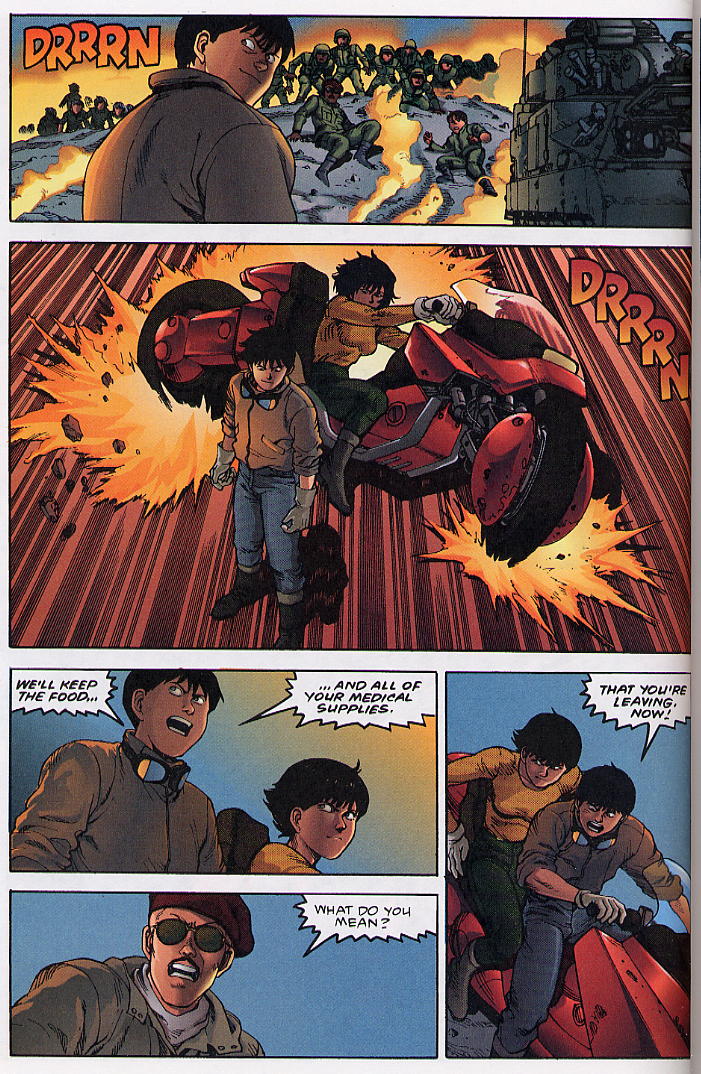 DRRRN
DRRRN
WE'LL KEEP
THE FOOD...
... AND ALL OF
YOUR MEDICAL
SUPPLIES.
WHAT DO YOU
MEAN?
THAT YOU'RE
LEAVING,
NOW!